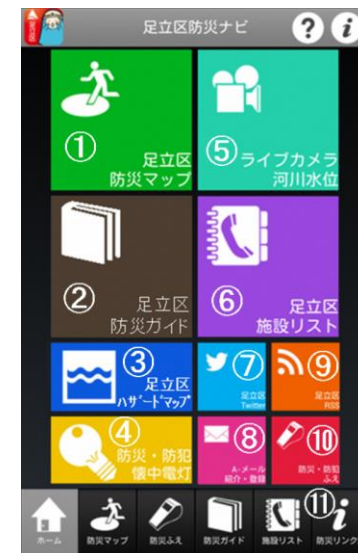 足立区防災ナビ
?
i
①
足立区
防災マップ
⑤
ライブカメラ
河川水位
②
足立区
防災ガイド
⑥
足立区
施設リスト
③
足立区
ハザードマップ
⑦
足立区
Twitter
⑨
足立区
RSS
④
防災・防犯
懐中電灯
⑧
A-メール
紹介・登録
⑩
防災・防犯
ふえ
⑪
ホーム
防災マップ
防災ふえ
防災ガイド
施設リスト
防災リンク